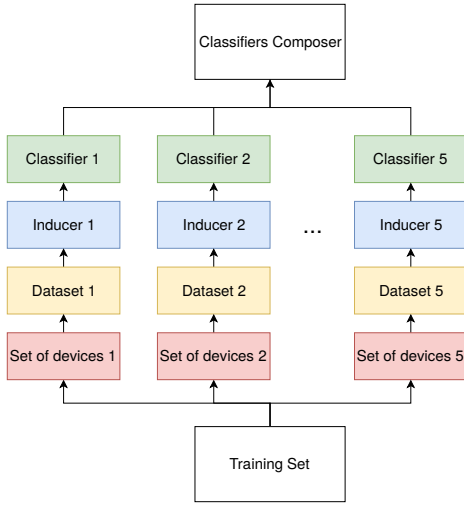 Classifiers Composer
Classifier 1
Classifier 2
Classifier 5
Inducer 1
Inducer 2
...
Inducer 5
Dataset 1
Dataset 2
Dataset 5
Set of devices 1
Set of devices 2
Set of devices 5
Training Set